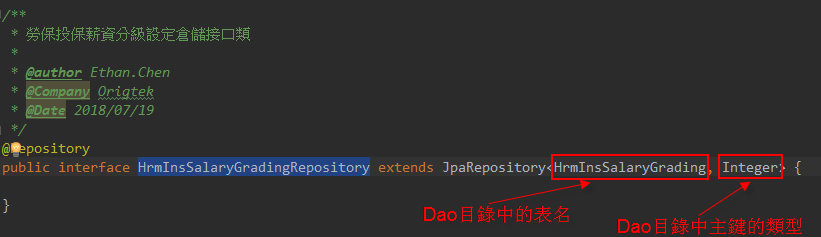 /**
 * 勞保投保薪資分級設定倉儲接口類
 *
 * @author Ethan.Chen
 * @Company Origtek
 * @Date 2018/07/19
 */
@Repository
public interface HrmInsSalaryGradingRepository extends JpaRepository<HrmInsSalaryGrading, Integer> {
}
Dao目錄中的表名
Dao目錄中主鍵的類型